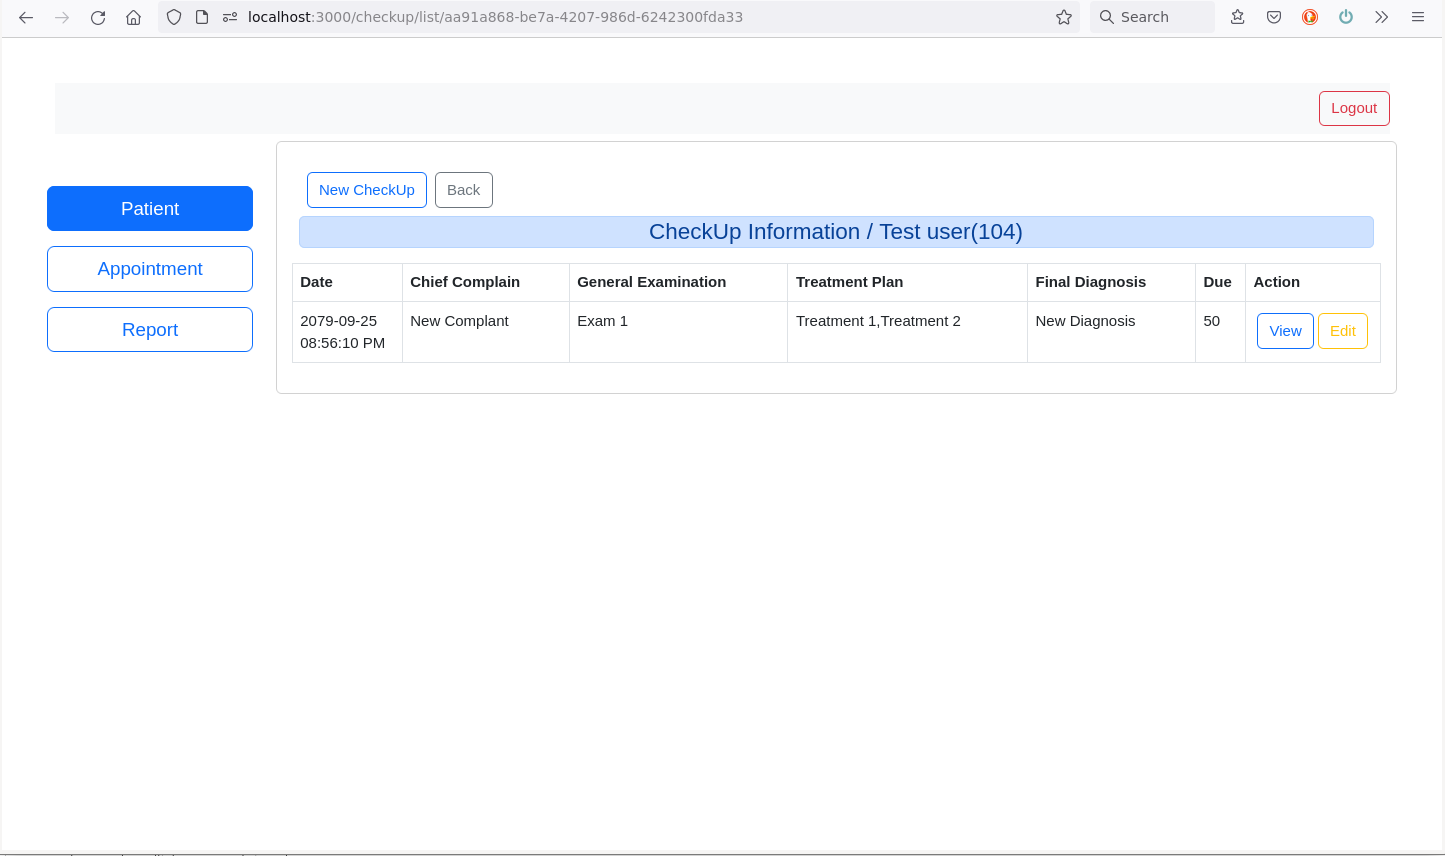 localhost:3000/checkup/list/aa91a868-be7a-4207-986d-6242300fda33
Search
Logout
Patient
Appointment
Report
New CheckUp Back
CheckUp Information / Test user(104)
Date Chief Complain General Examination Treatment Plan Final Diagnosis Due Action
2079-09-25 New Complant Exam 1 Treatment 1,Treatment 2 New Diagnosis 50 View Edit
08:56:10 PM